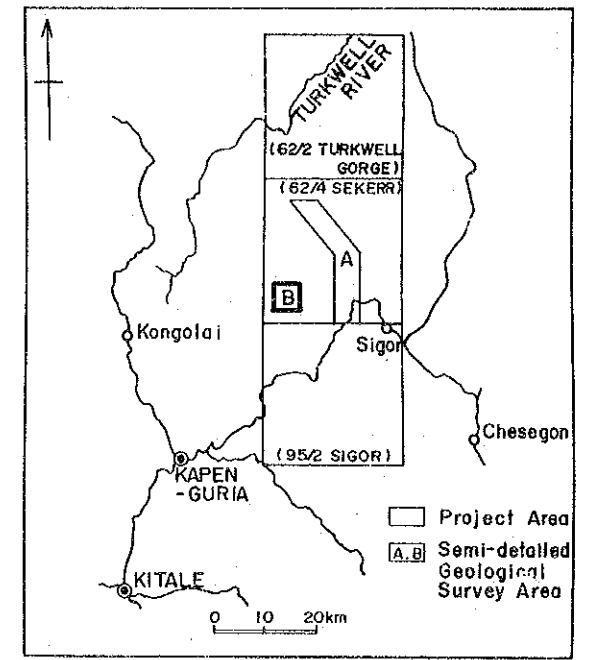 TURKWELL
RIVER
(62/2 TURKWELL
GORGE)
(62/4 SEKERR)
A
B
Kongolai
Sigor
Chesegon
(95/2 SIGOR)
KAPEN
-GURIA
Project Area
A,B Semi-detailed
Geological
Survey Area
KITALE
0 10 20km